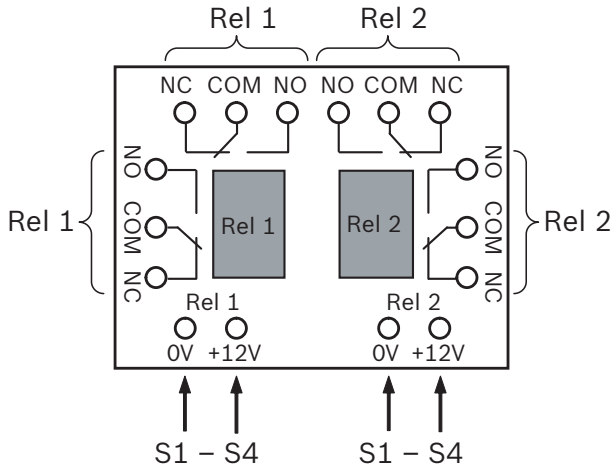 Rel 1 Rel 2
NC COM NO NO COM NC
NO
COM
NC
Rel 1
Rel 1
Rel 2
NO
COM
NC
Rel 2
Rel 1 Rel 2
0V +12V 0V +12V
S1 – S4 S1 – S4